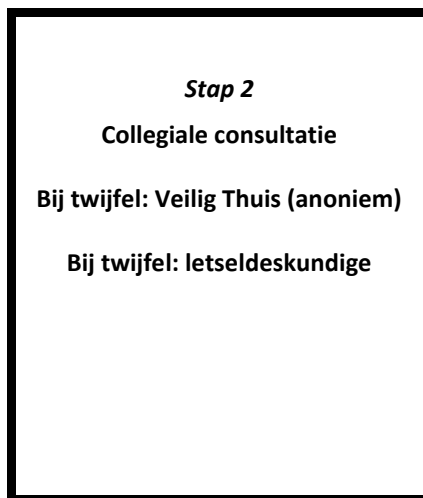 Stap 2
Collegiale consultatie
Bij twijfel: Veilig Thuis (anoniem)
Bij twijfel: letseldeskundige